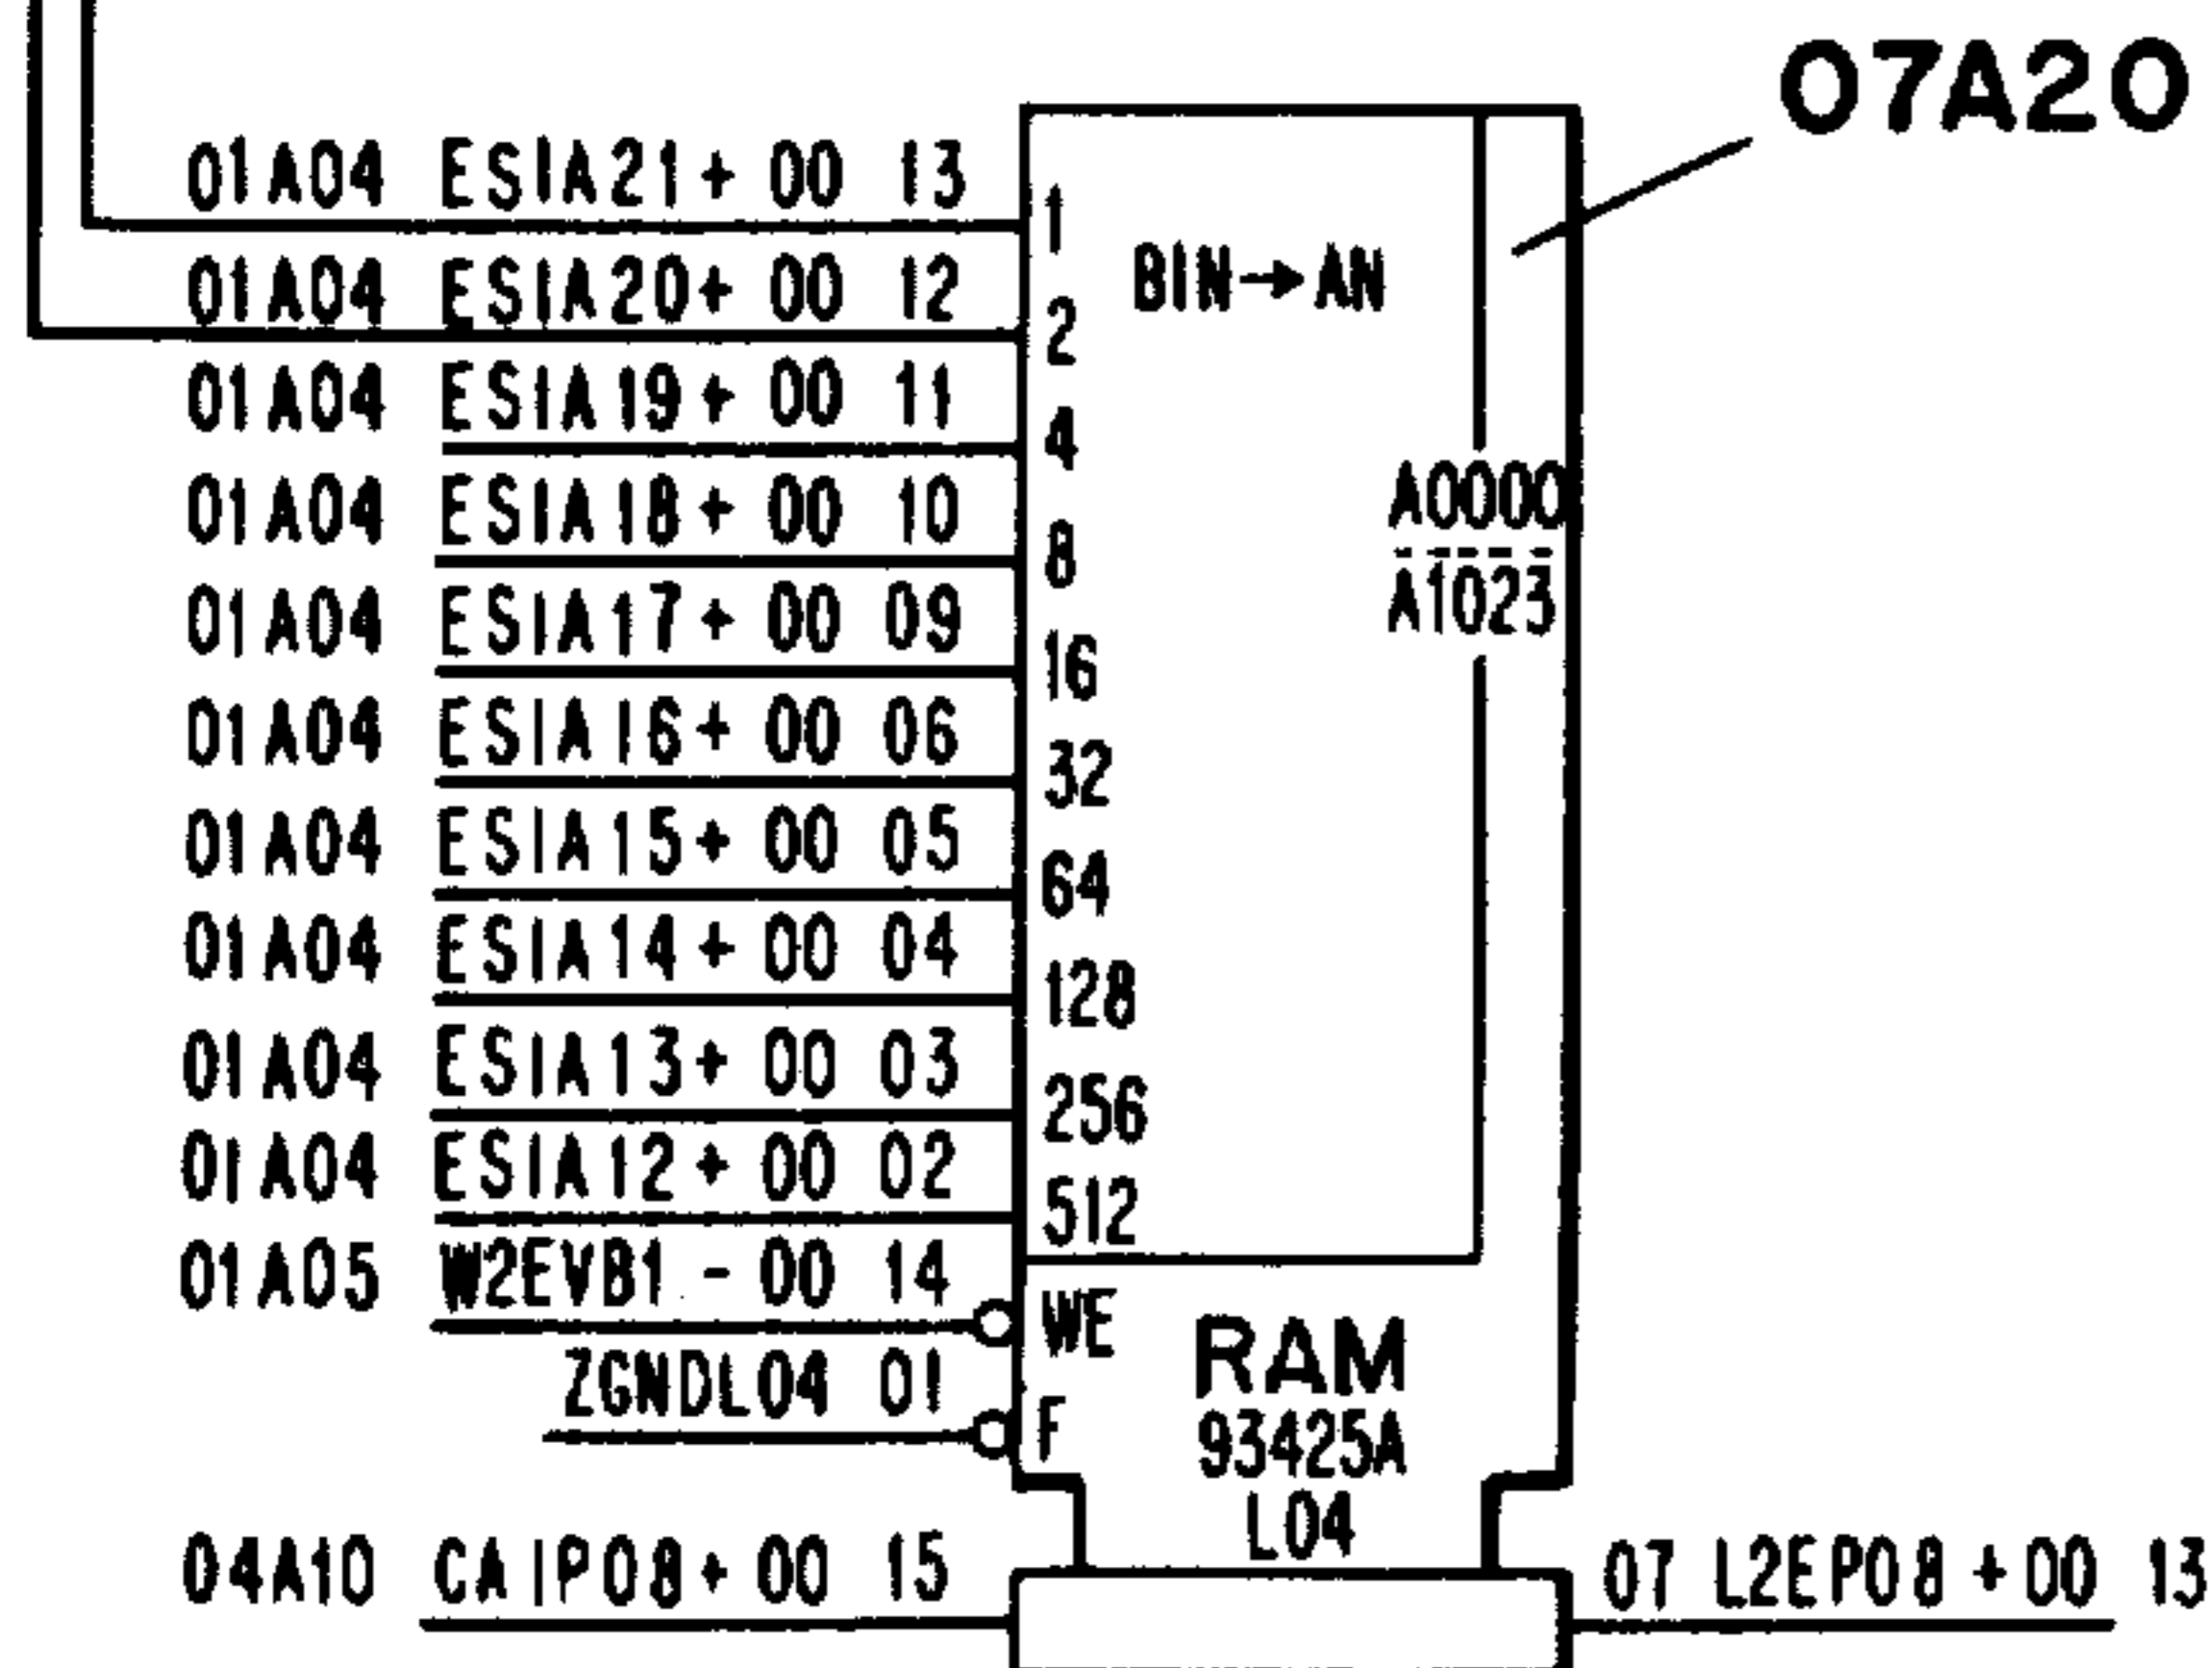 07A20
01A04 ESIA21+ 00 13
1
BIN→AN
01A04 ESIA20+ 00 12
2
01A04 ESIA19+ 00 11
4
01A04 ESIA18+ 00 10
8
A0000
A1023
01A04 ESIA17+ 00 09
16
01A04 ESIA16+ 00 06
32
01A04 ESIA15+ 00 05
64
01A04 ESIA14+ 00 04
128
01A04 ESIA13+ 00 03
256
01A04 ESIA12+ 00 02
512
01A05 W2EVB1 - 00 14
WE
ZGNDL04 01
F
RAM
93425A
L04
04A10 CAIP08+ 00 15
07 L2EP08 +00 13